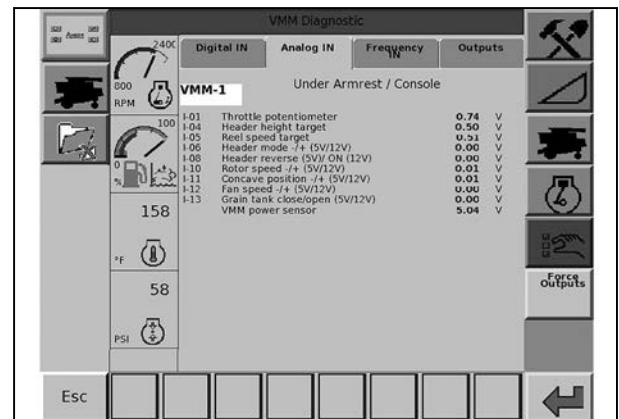 VMM Diagnostic
Digital IN
Analog IN
Frequency IN
Outputs
VMM-1
Under Armrest / Console
I-01 Throttle potentiometer 0.74 V
I-04 Header height target 0.50 V
I-05 Reel speed target 0.51 V
I-06 Header mode -/+ (5V/12V) 0.00 V
I-08 Header reverse (5V)/ ON (12V) 0.00 V
I-10 Rotor speed -/+ (5V/12V) 0.01 V
I-11 Concave position -/+ (5V/12V) 0.01 V
I-12 Fan speed -/+ (5V/12V) 0.00 V
I-13 Grain tank close/open (5V/12V) 0.00 V
VMM power sensor 5.04 V
2400
800
RPM
100
0
%
158
°F
58
PSI
Force
Outputs
Esc